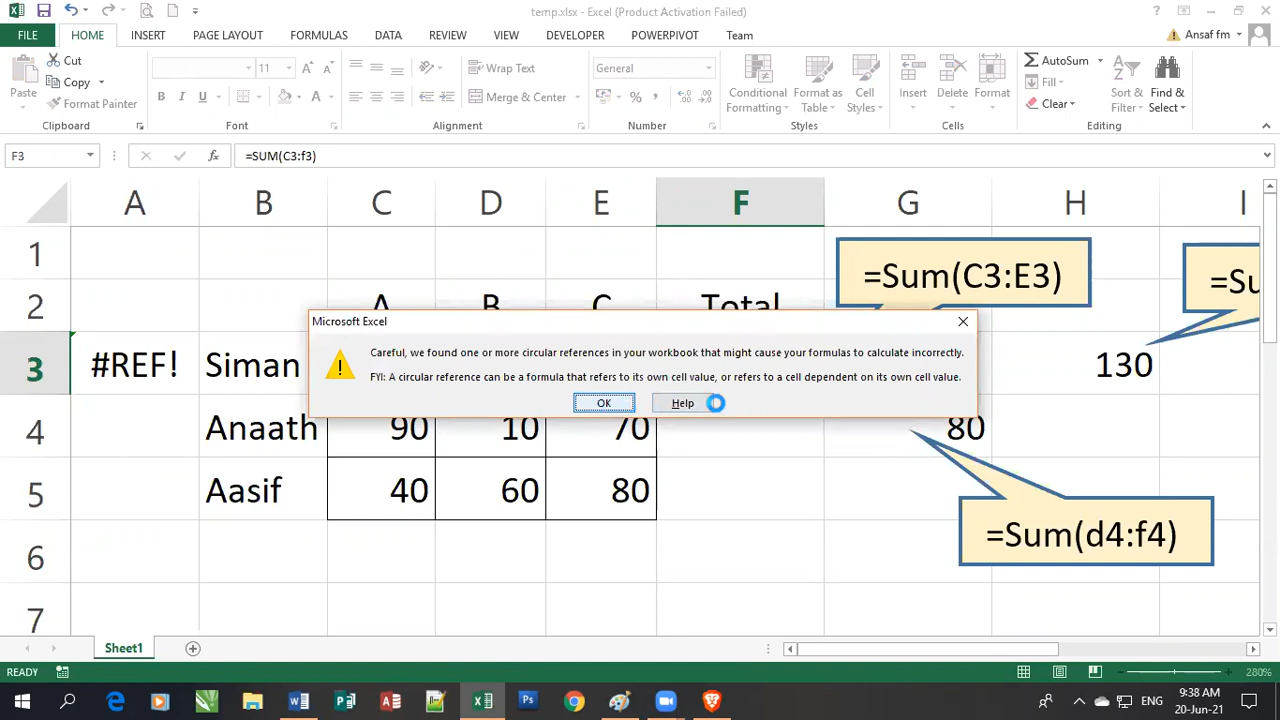 temp.xlsx - Excel (Product Activation Failed)
FILE HOME INSERT PAGE LAYOUT FORMULAS DATA REVIEW VIEW DEVELOPER POWERPIVOT Team Ansaf fm
Cut
Copy
Format Painter
Paste
Clipboard
11
B I U
Font
Wrap Text
Merge & Center
Alignment
General
Number
Conditional Formatting
Format as Table
Cell Styles
Styles
Insert Delete Format
Cells
AutoSum
Fill
Clear
Sort & Filter
Find & Select
Editing
F3 =SUM(C3:f3)
A B C D E F G H I
1
=Sum(C3:E3)
=Su
2 A B C Total
Microsoft Excel
Careful, we found one or more circular references in your workbook that might cause your formulas to calculate incorrectly.
FYI: A circular reference can be a formula that refers to its own cell value, or refers to a cell dependent on its own cell value.
OK Help
3 #REF! Siman 130
4 Anaath 90 10 70 80
5 Aasif 40 60 80
=Sum(d4:f4)
6
7
Sheet1
READY 280%
ENG
9:38 AM
20-Jun-21